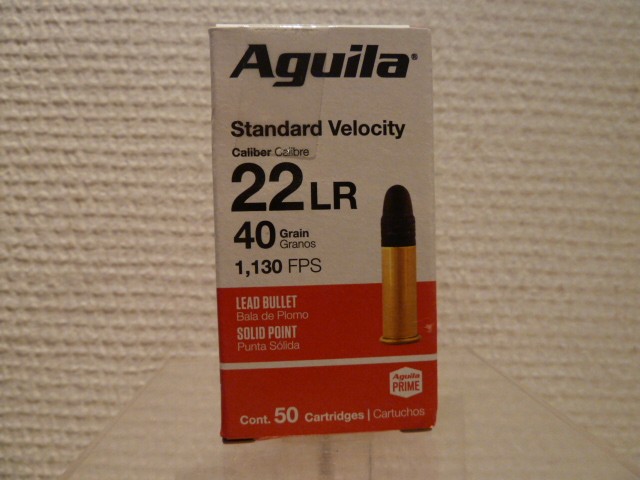 Aguila®
Standard Velocity
Caliber Calibre
22 LR
40 Grain
Granos
1,130 FPS
LEAD BULLET
Bala de Plomo
SOLID POINT
Punta Sólida
Aguila
PRIME
Cont. 50 Cartridges | Cartuchos